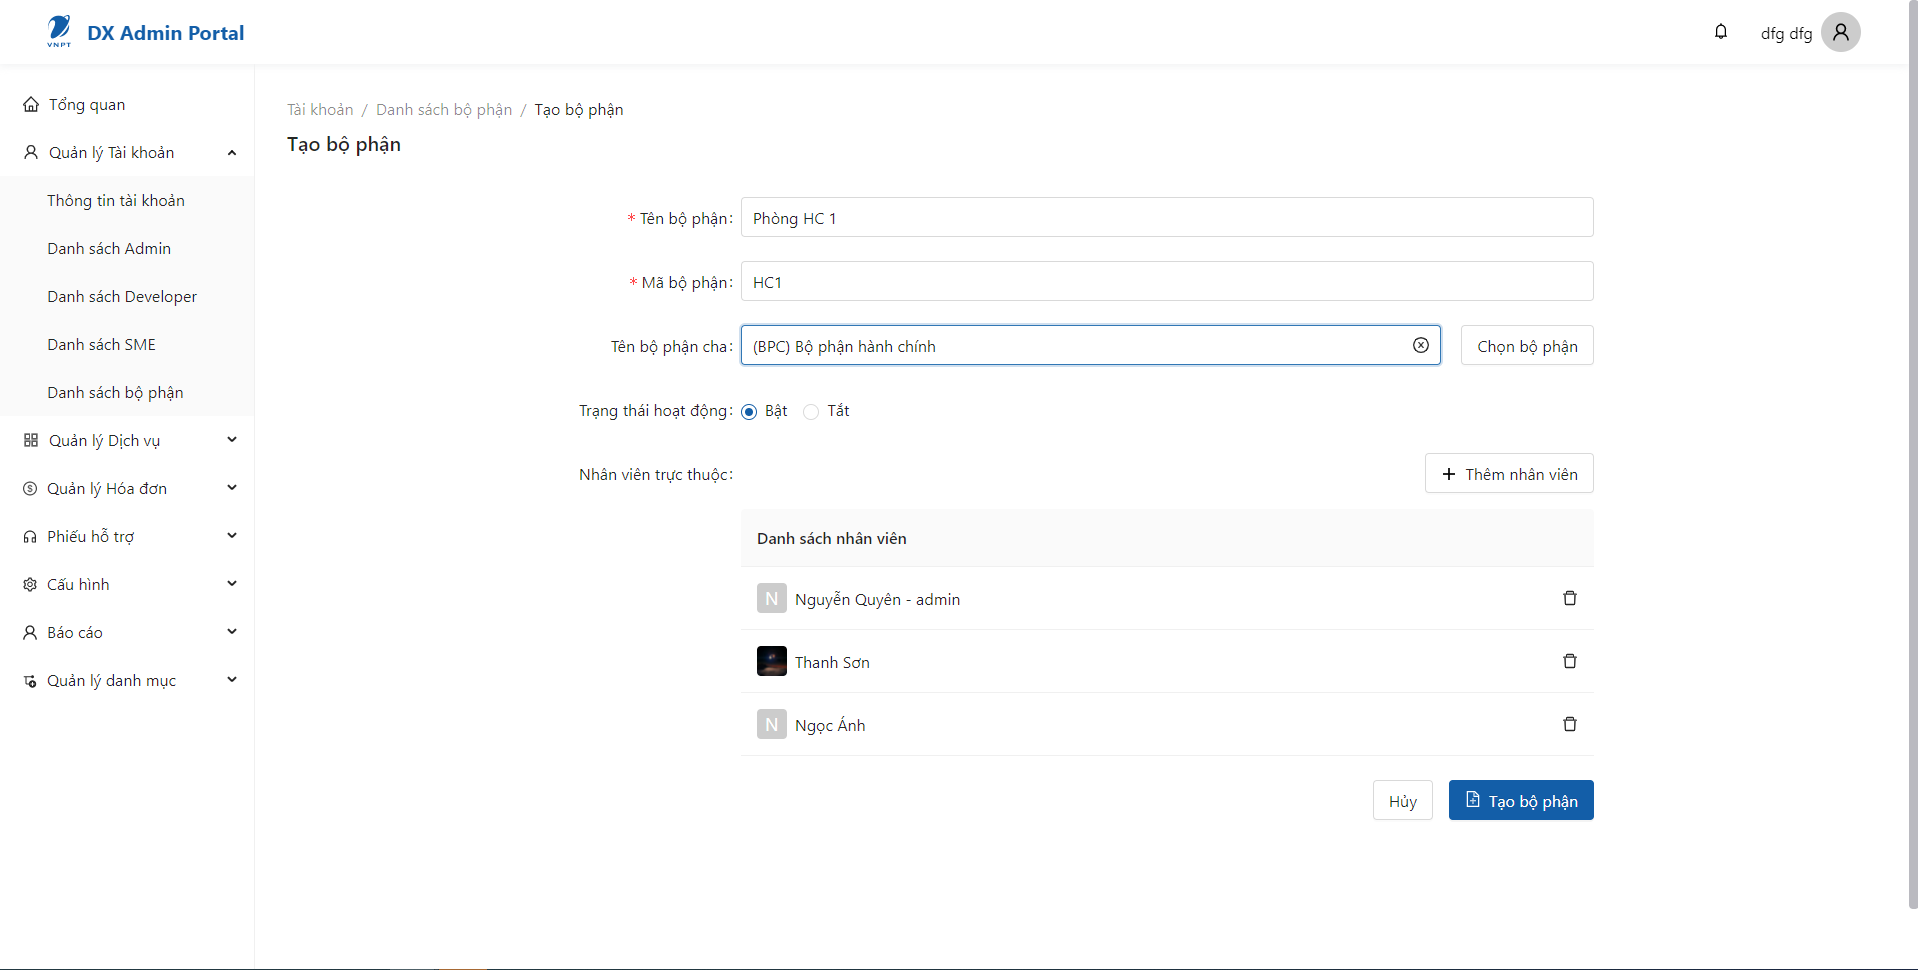 VNPT
DX Admin Portal
dfg dfg
Tổng quan
Quản lý Tài khoản
Thông tin tài khoản
Danh sách Admin
Danh sách Developer
Danh sách SME
Danh sách bộ phận
Quản lý Dịch vụ
Quản lý Hóa đơn
Phiếu hỗ trợ
Cấu hình
Báo cáo
Quản lý danh mục
Tài khoản / Danh sách bộ phận / Tạo bộ phận
Tạo bộ phận
* Tên bộ phận: Phòng HC 1
* Mã bộ phận: HC1
Tên bộ phận cha: (BPC) Bộ phận hành chính Chọn bộ phận
Trạng thái hoạt động: Bật Tắt
Nhân viên trực thuộc: + Thêm nhân viên
Danh sách nhân viên
N Nguyễn Quyên - admin
Thanh Sơn
N Ngọc Ánh
Hủy Tạo bộ phận